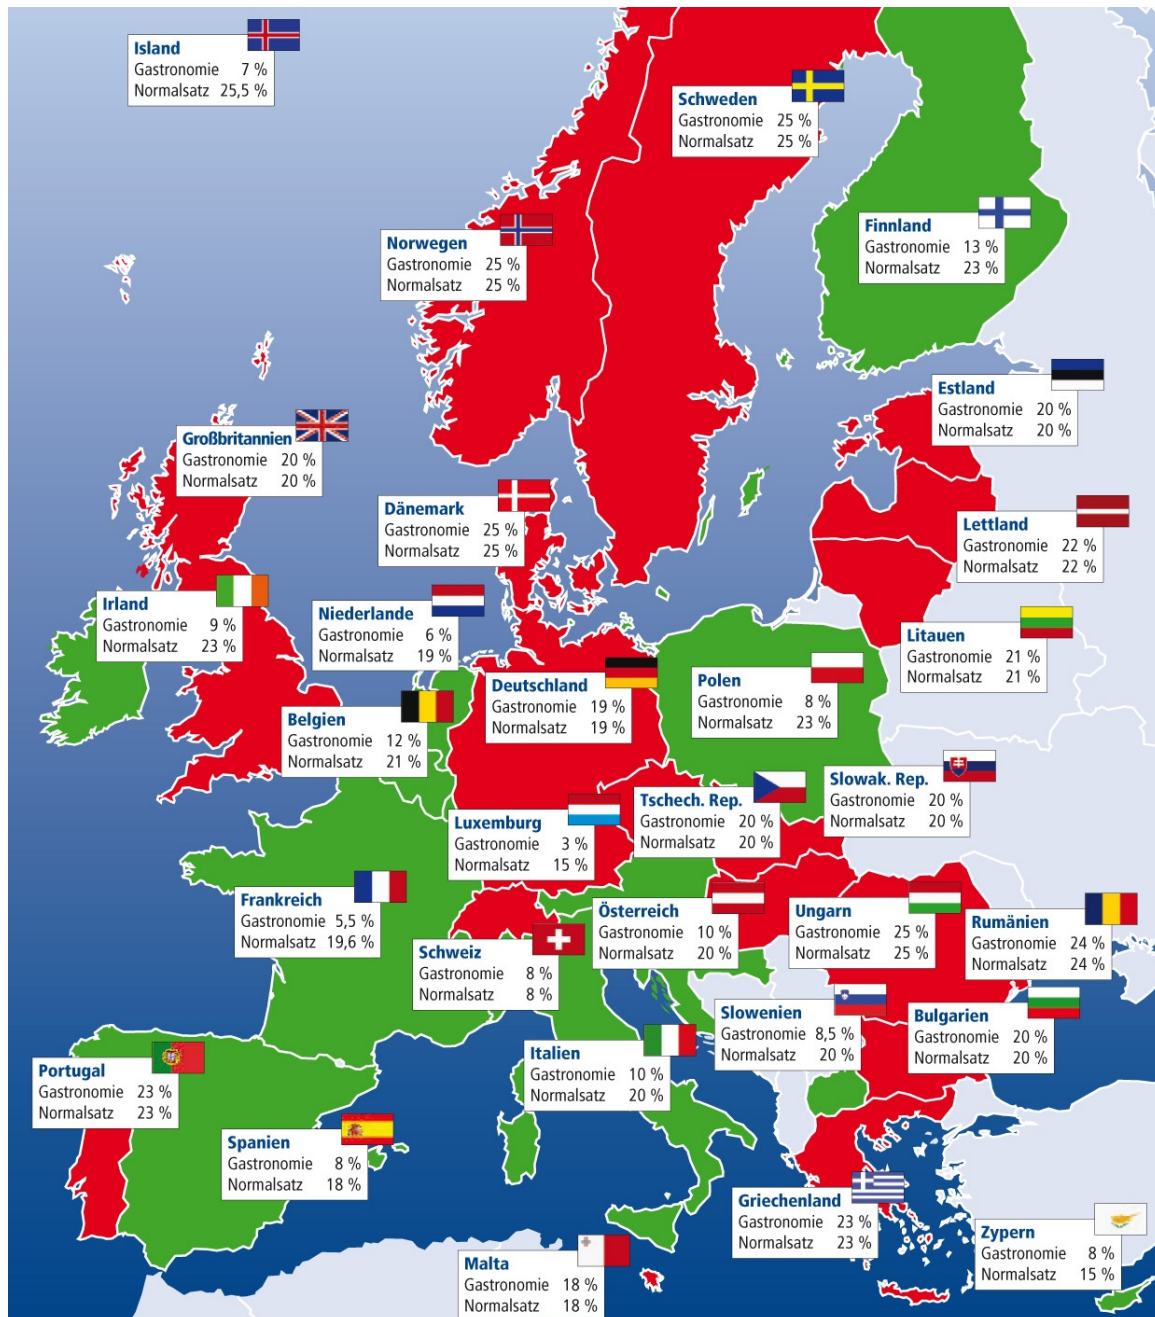 Island
Gastronomie 7 %
Normalsatz 25,5 %
Schweden
Gastronomie 25 %
Normalsatz 25 %
Finnland
Gastronomie 13 %
Normalsatz 23 %
Norwegen
Gastronomie 25 %
Normalsatz 25 %
Estland
Gastronomie 20 %
Normalsatz 20 %
Großbritannien
Gastronomie 20 %
Normalsatz 20 %
Dänemark
Gastronomie 25 %
Normalsatz 25 %
Lettland
Gastronomie 22 %
Normalsatz 22 %
Irland
Gastronomie 9 %
Normalsatz 23 %
Niederlande
Gastronomie 6 %
Normalsatz 19 %
Litauen
Gastronomie 21 %
Normalsatz 21 %
Deutschland
Gastronomie 19 %
Normalsatz 19 %
Polen
Gastronomie 8 %
Normalsatz 23 %
Belgien
Gastronomie 12 %
Normalsatz 21 %
Slowak. Rep.
Gastronomie 20 %
Normalsatz 20 %
Tschech. Rep.
Gastronomie 20 %
Normalsatz 20 %
Luxemburg
Gastronomie 3 %
Normalsatz 15 %
Frankreich
Gastronomie 5,5 %
Normalsatz 19,6 %
Österreich
Gastronomie 10 %
Normalsatz 20 %
Ungarn
Gastronomie 25 %
Normalsatz 25 %
Rumänien
Gastronomie 24 %
Normalsatz 24 %
Schweiz
Gastronomie 8 %
Normalsatz 8 %
Slowenien
Gastronomie 8,5 %
Normalsatz 20 %
Bulgarien
Gastronomie 20 %
Normalsatz 20 %
Italien
Gastronomie 10 %
Normalsatz 20 %
Portugal
Gastronomie 23 %
Normalsatz 23 %
Spanien
Gastronomie 8 %
Normalsatz 18 %
Griechenland
Gastronomie 23 %
Normalsatz 23 %
Zypern
Gastronomie 8 %
Normalsatz 15 %
Malta
Gastronomie 18 %
Normalsatz 18 %